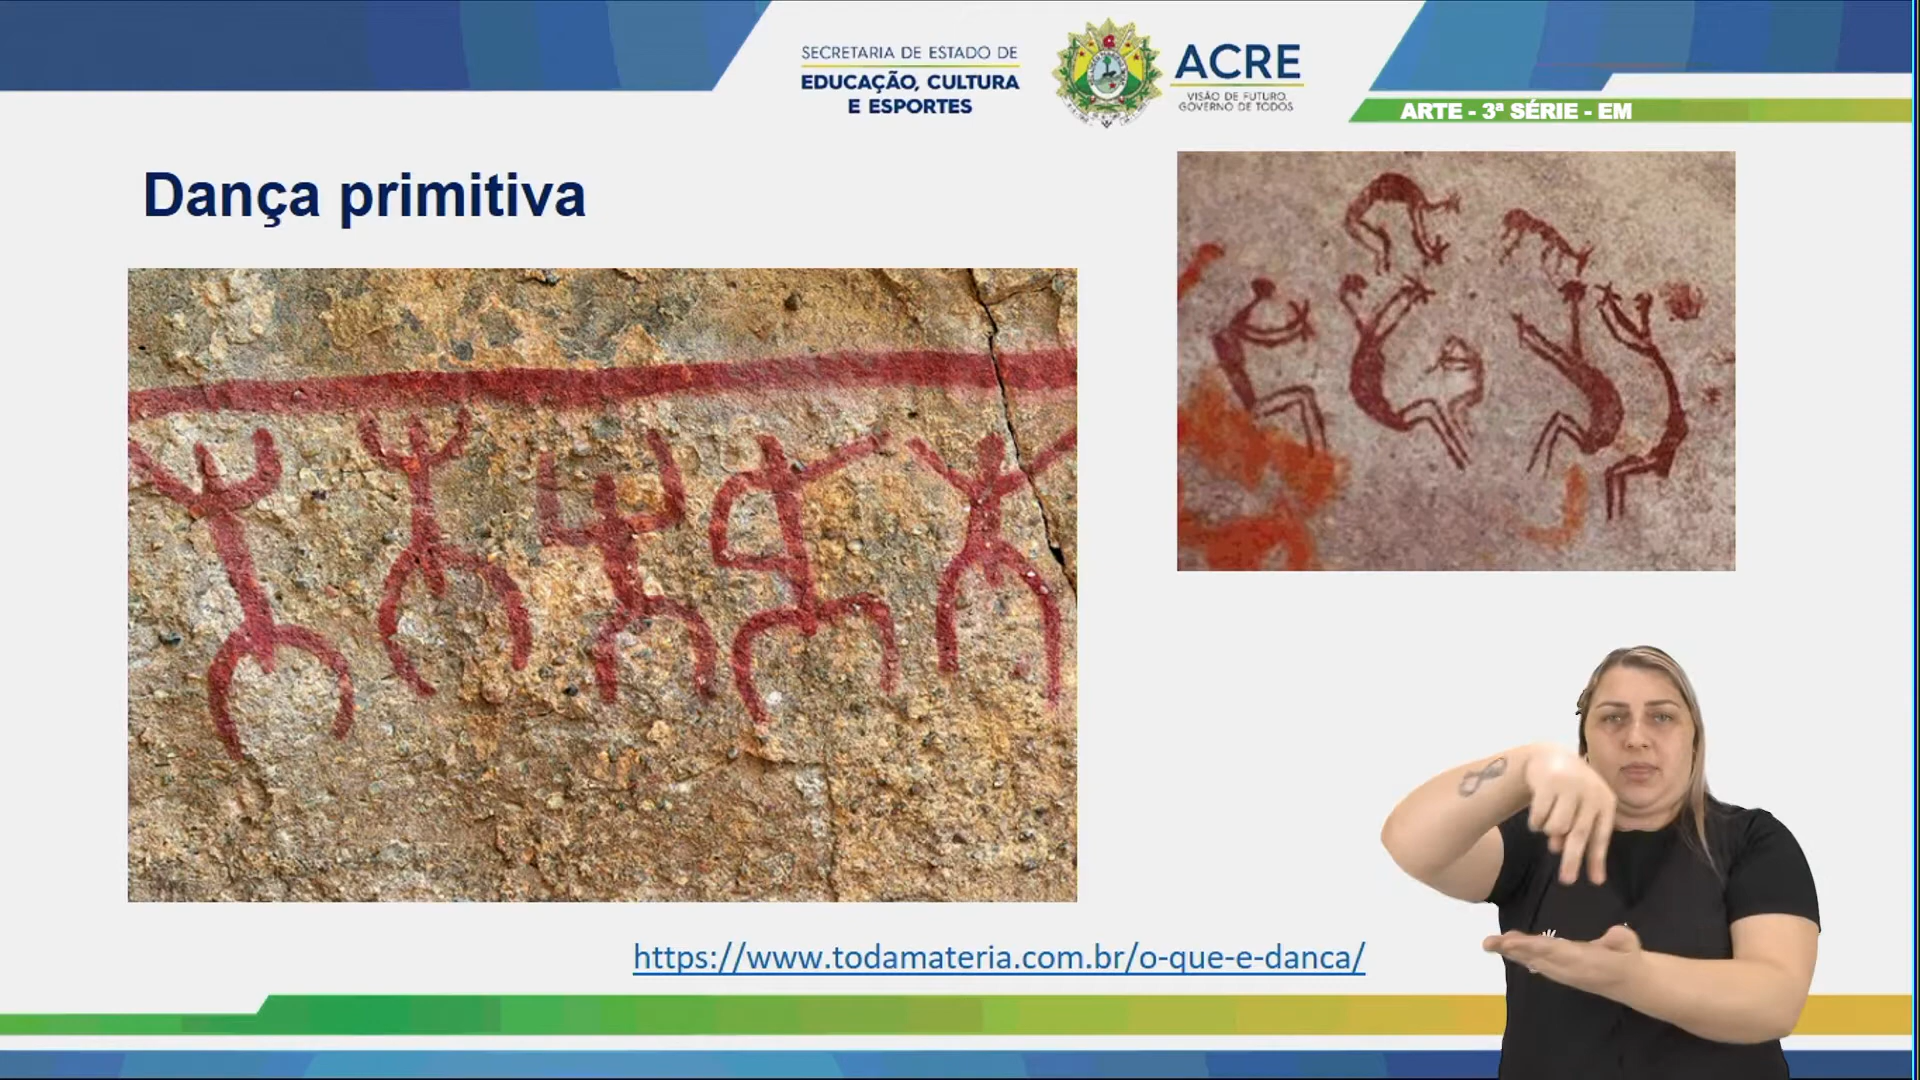 SECRETARIA DE ESTADO DE
EDUCAÇÃO, CULTURA
E ESPORTES
ACRE
VISÃO DE FUTURO,
GOVERNO DE TODOS
ARTE - 3ª SÉRIE - EM
Dança primitiva
https://www.todamateria.com.br/o-que-e-danca/